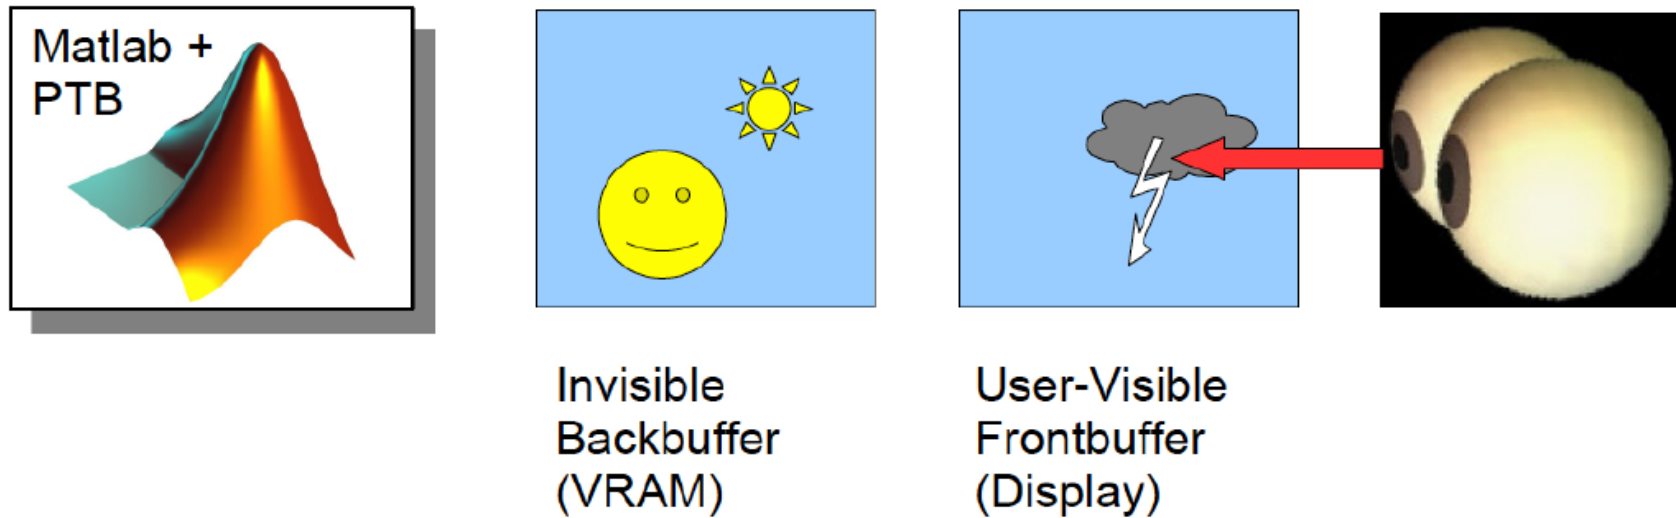 Matlab +
PTB
Invisible
Backbuffer
(VRAM)
User-Visible
Frontbuffer
(Display)